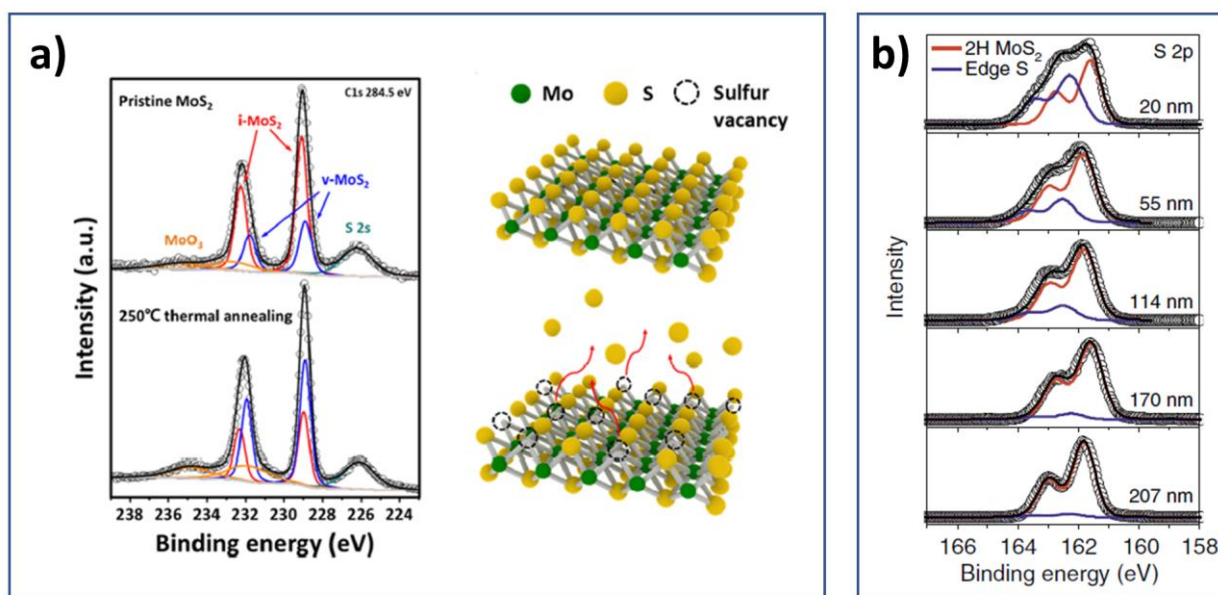 a)
C1s 284.5 eV
Pristine MoS₂
i-MoS₂
v-MoS₂
MoO₃
S 2s
250℃ thermal annealing
Intensity (a.u.)
238 236 234 232 230 228 226 224
Binding energy (eV)
Mo S Sulfur
vacancy
b)
2H MoS₂
Edge S
S 2p
20 nm
55 nm
114 nm
170 nm
207 nm
Intensity
166 164 162 160 158
Binding energy (eV)